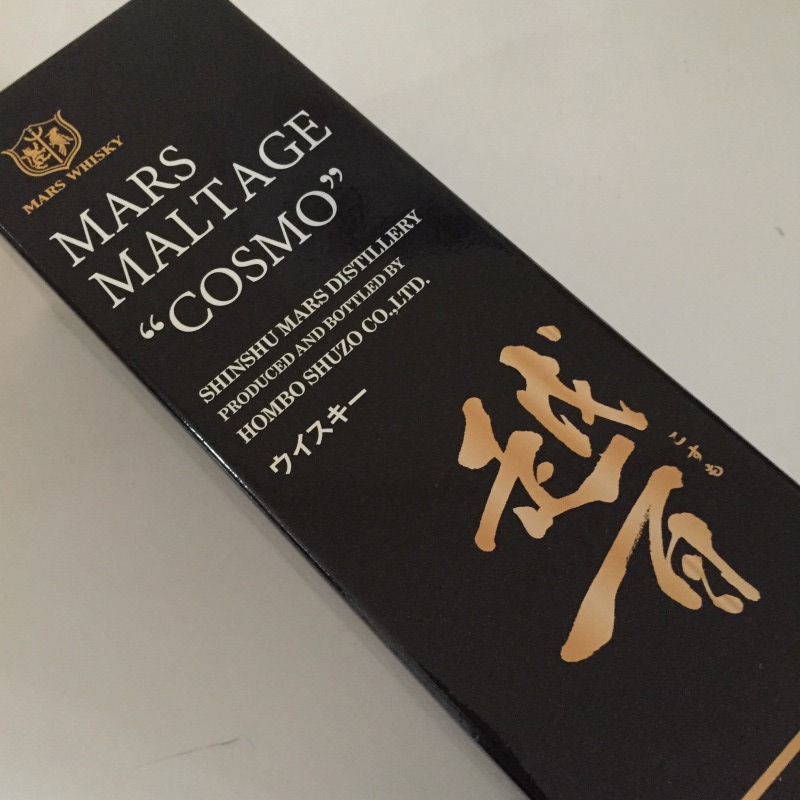 MARS WHISKY
MARS
MALTAGE
“COSMO”
SHINSHU MARS DISTILLERY
PRODUCED AND BOTTLED BY
HOMBO SHUZO CO.,LTD.
ウイスキー
越百
こすも